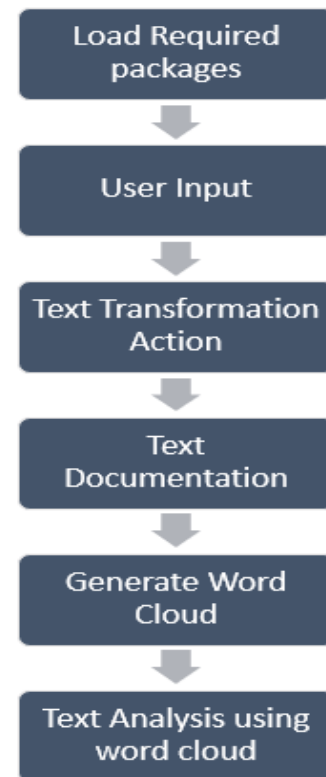 Load Required
packages
User Input
Text Transformation
Action
Text
Documentation
Generate Word
Cloud
Text Analysis using
word cloud